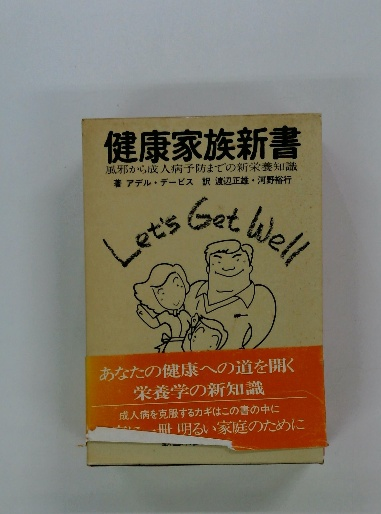 健康家族新書
風邪から成人病予防までの新栄養知識
著 アデル・デービス 訳 渡辺正雄・河野裕行
Let's Get Well
あなたの健康への道を開く
栄養学の新知識
成人病を克服するカギはこの書の中に
一冊 明るい家庭のために